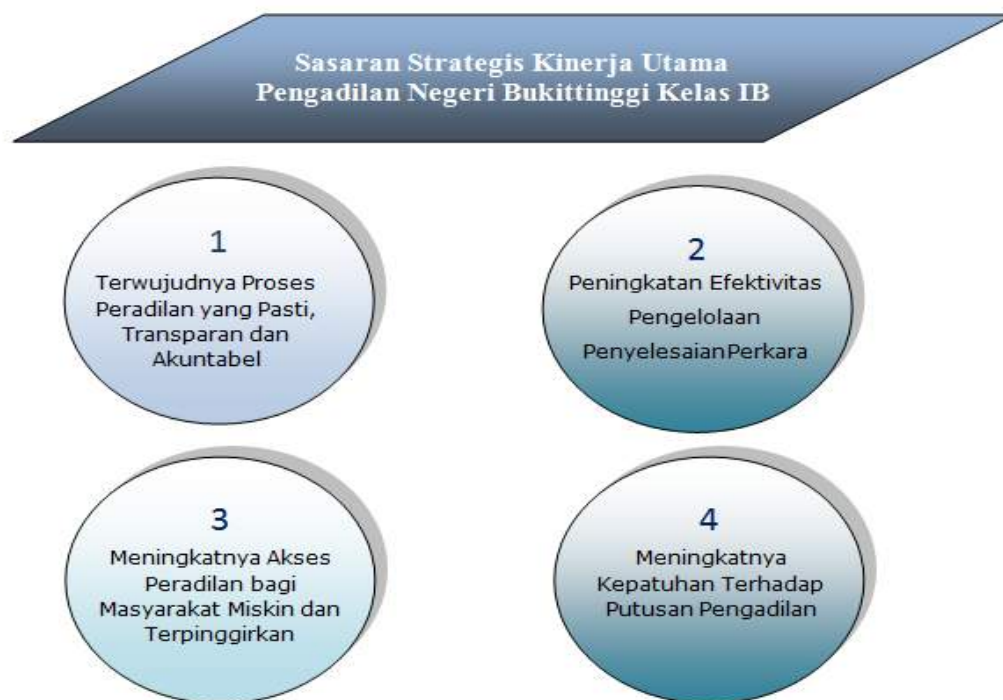 Sasaran Strategis Kinerja Utama
Pengadilan Negeri Bukittinggi Kelas IB
1
Terwujudnya Proses
Peradilan yang Pasti,
Transparan dan
Akuntabel
2
Peningkatan Efektivitas
Pengelolaan
PenyelesaianPerkara
3
Meningkatnya Akses
Peradilan bagi
Masyarakat Miskin dan
Terpinggirkan
4
Meningkatnya
Kepatuhan Terhadap
Putusan Pengadilan